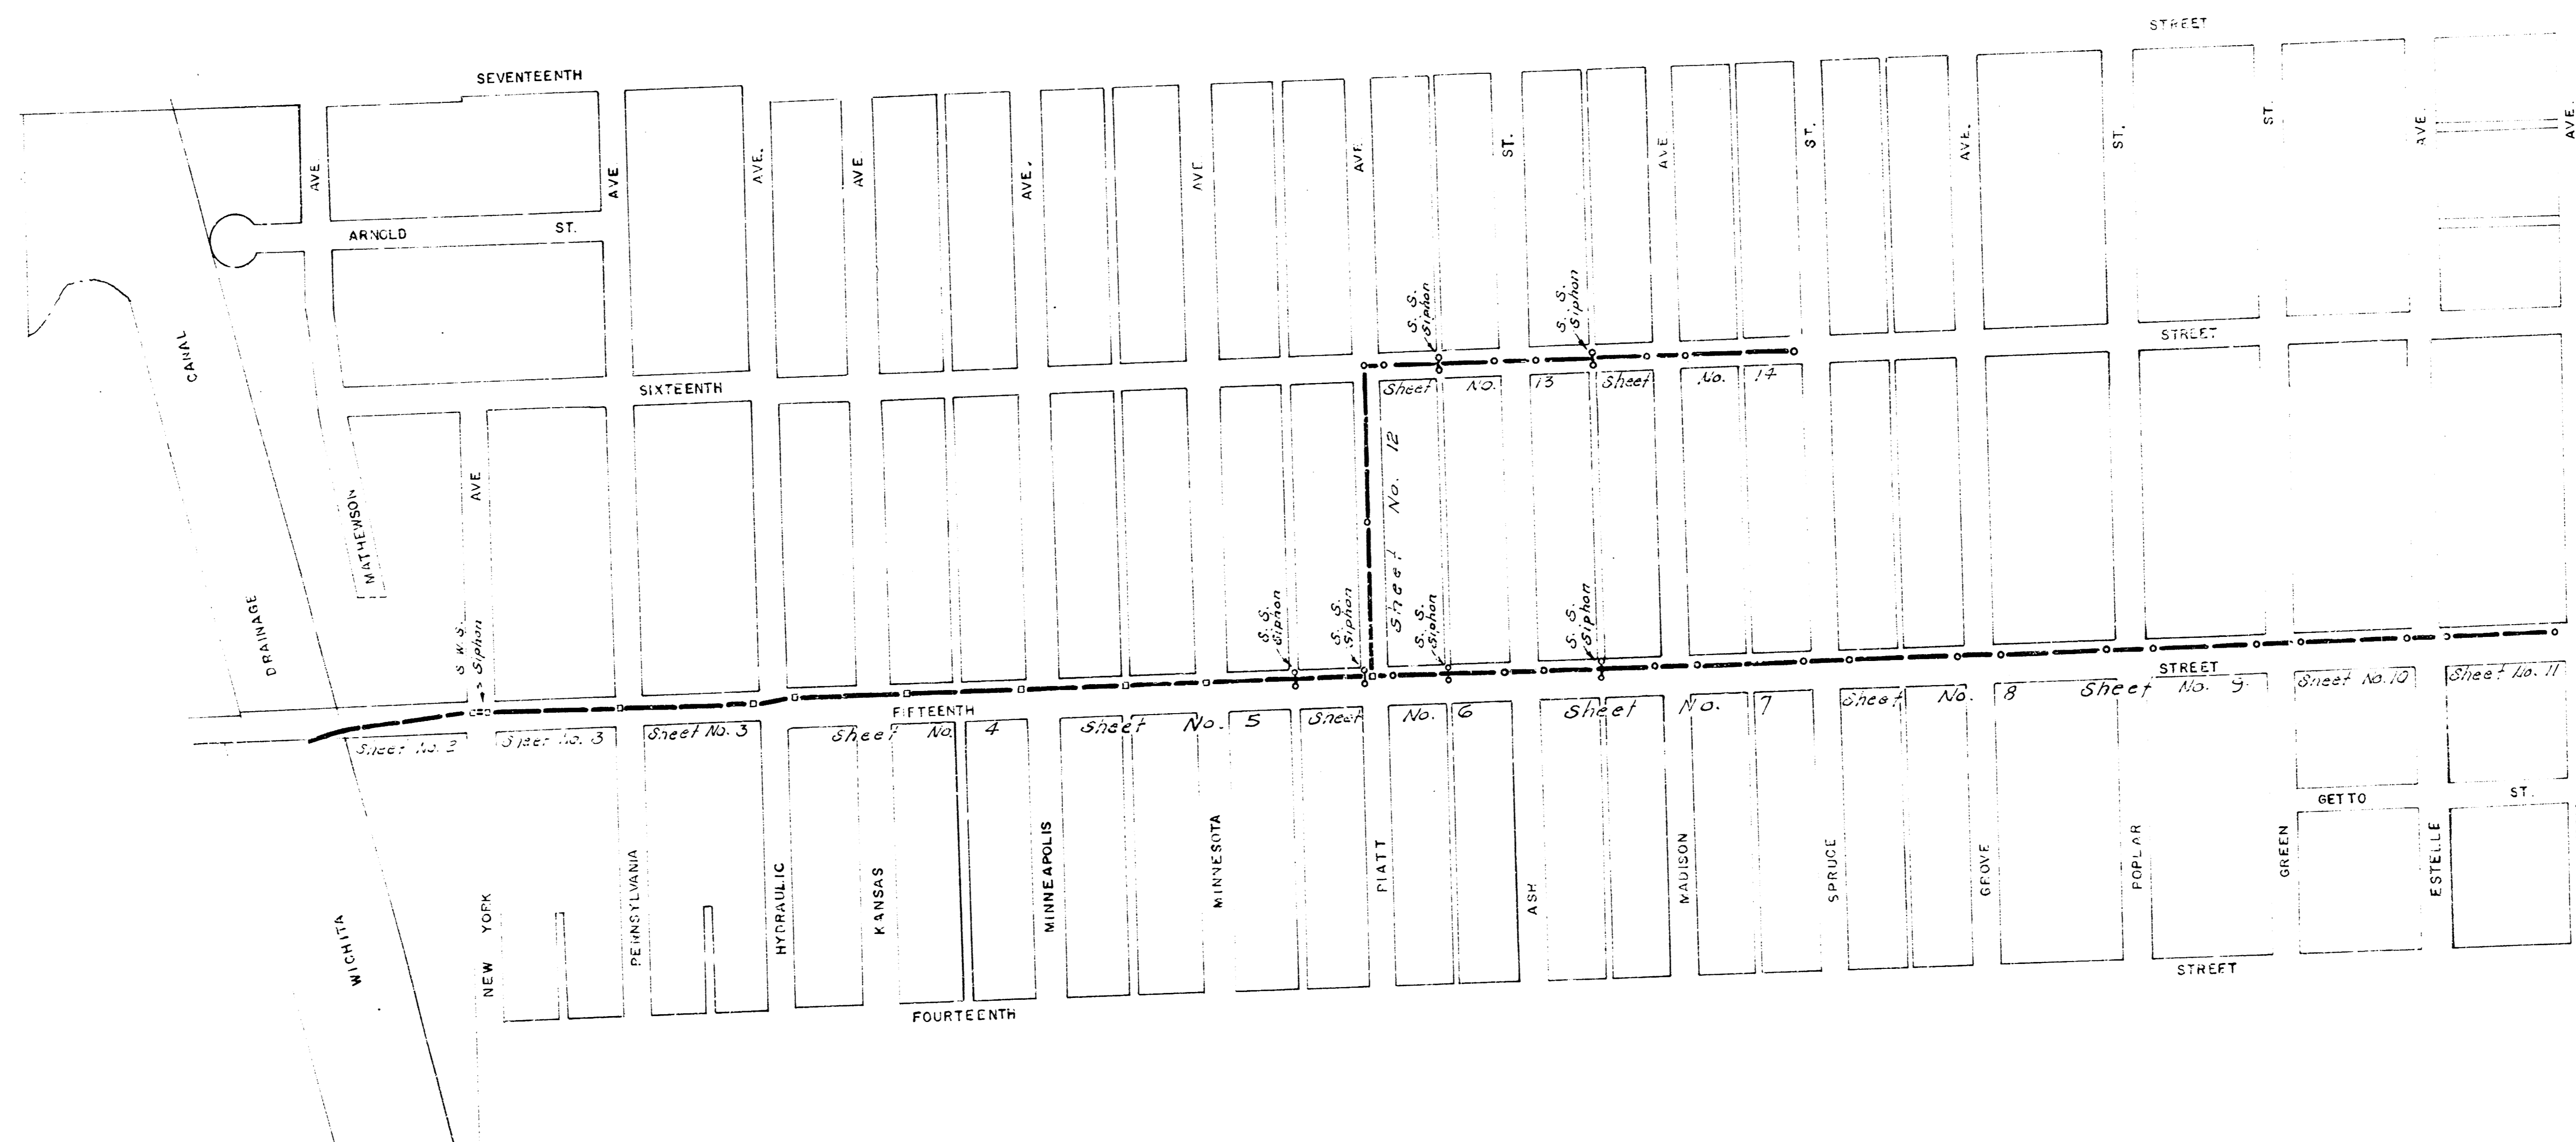 STREET
SEVENTEENTH
AVE.
AVE.
AVE.
AVE
AVE.
AVE
AVE.
ST.
AVE
ST.
AVE.
ST.
ST.
AVE.
AVE.
ARNOLD ST.
CANAL
S. S. Siphon
S. S. Siphon
STREET
SIXTEENTH
Sheet No. 13
Sheet No. 14
Sheet No. 12
AVE
MATHEWSON
DRAINAGE
S. W. S. Siphon
S. S. Siphon
S. S. Siphon
S. S. Siphon
S. S. Siphon
STREET
FIFTEENTH
Sheet No. 2
Sheet No. 3
Sheet No. 3
Sheet No. 4
Sheet No. 5
Sheet No. 6
Sheet No. 7
Sheet No. 8
Sheet No. 9.
Sheet No. 10
Sheet No. 11
GETTO ST.
WICHITA
NEW YORK
PENNSYLVANIA
HYDRAULIC
KANSAS
MINNEAPOLIS
MINNESOTA
PIATT
ASH
MADISON
SPRUCE
GROVE
POPLAR
GREEN
ESTELLE
STREET
FOURTEENTH